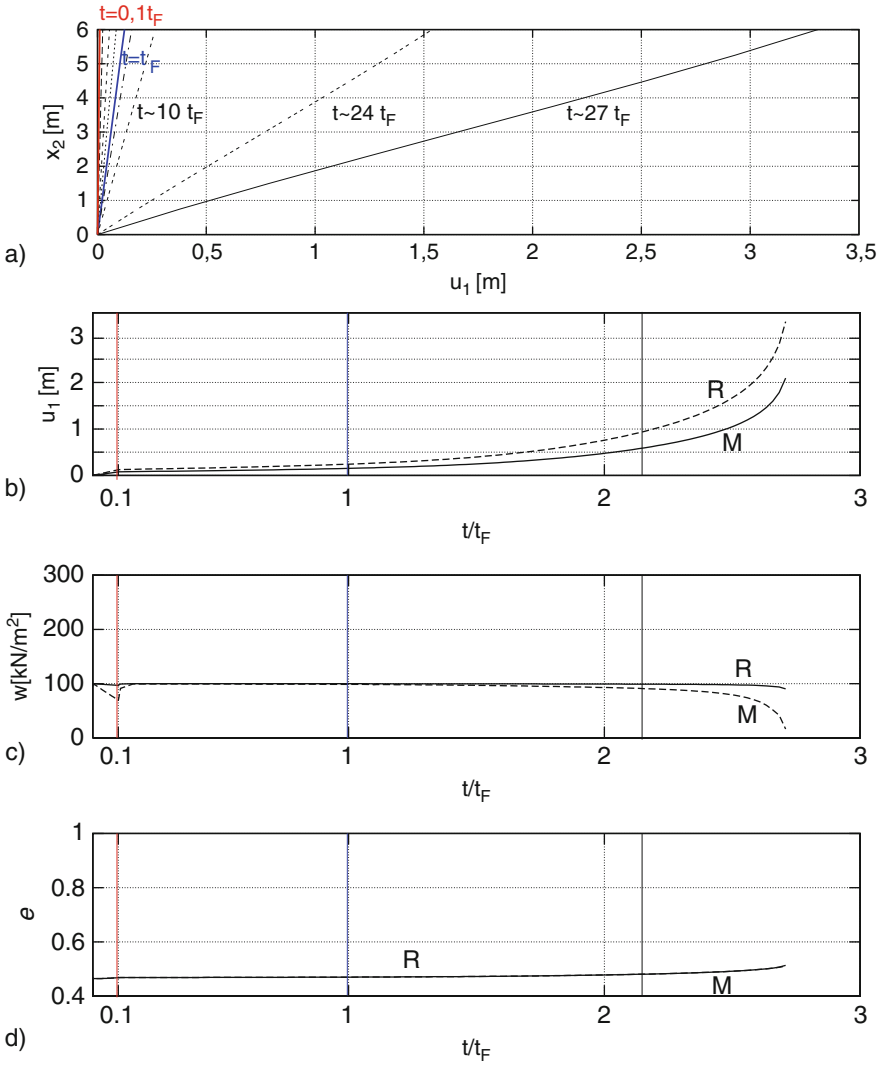 t=0,1t_F
6
5
4
3
2
1
0
x_2 [m]
t=t_F
t~10 t_F
t~24 t_F
t~27 t_F
0
0,5
1
1,5
2
2,5
3
3,5
a)
u_1 [m]
3
2
1
0
u_1 [m]
R
M
b)
0.1
1
2
3
t/t_F
300
200
100
0
w[kN/m²]
R
M
c)
0.1
1
2
3
t/t_F
1
0.8
0.6
0.4
e
R
M
0.1
1
2
3
d)
t/t_F